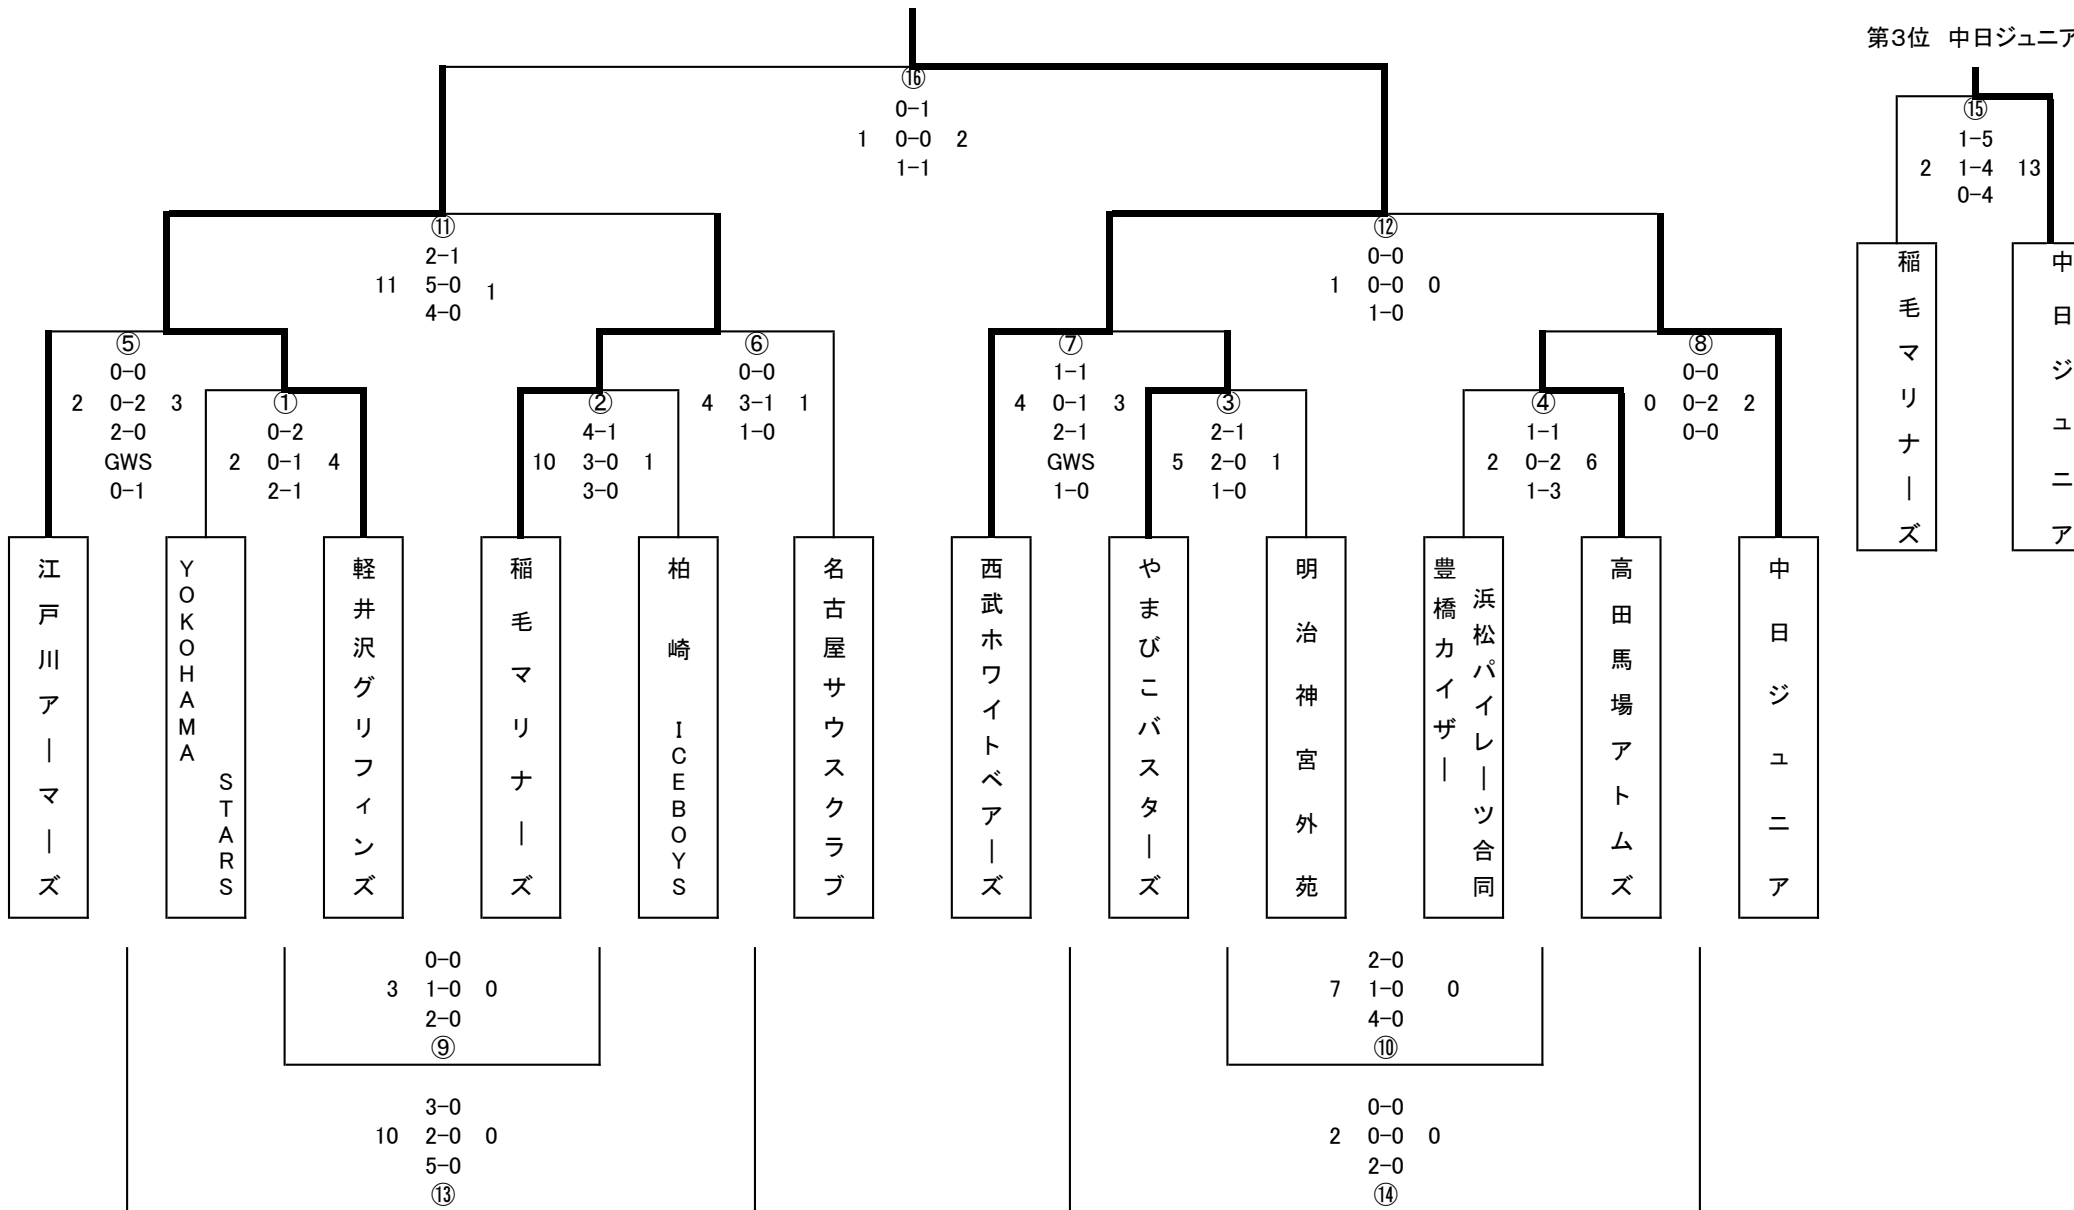 第3位 中日ジュニア
⑯
0-1
1 0-0 2
1-1
⑮
1-5
2 1-4 13
0-4
稲毛マリナーズ
中日ジュニア
⑪
2-1
11 5-0 1
4-0
⑫
0-0
1 0-0 0
1-0
⑤
0-0
2 0-2 3
2-0
GWS
0-1
①
0-2
2 0-1 4
2-1
②
4-1
10 3-0 1
3-0
⑥
0-0
4 3-1 1
1-0
⑦
1-1
4 0-1 3
2-1
GWS
1-0
③
2-1
5 2-0 1
1-0
④
1-1
2 0-2 6
1-3
⑧
0-0
0 0-2 2
0-0
江戸川アーマーズ
YOKOHAMA
STARS
軽井沢グリフィンズ
稲毛マリナーズ
柏崎 ICEBOYS
名古屋サウスクラブ
西武ホワイトベアーズ
やまびこバスターズ
明治神宮外苑
豊橋カイザー
浜松パイレーツ合同
高田馬場アトムズ
中日ジュニア
0-0
3 1-0 0
2-0
⑨
2-0
7 1-0 0
4-0
⑩
3-0
10 2-0 0
5-0
⑬
0-0
2 0-0 0
2-0
⑭